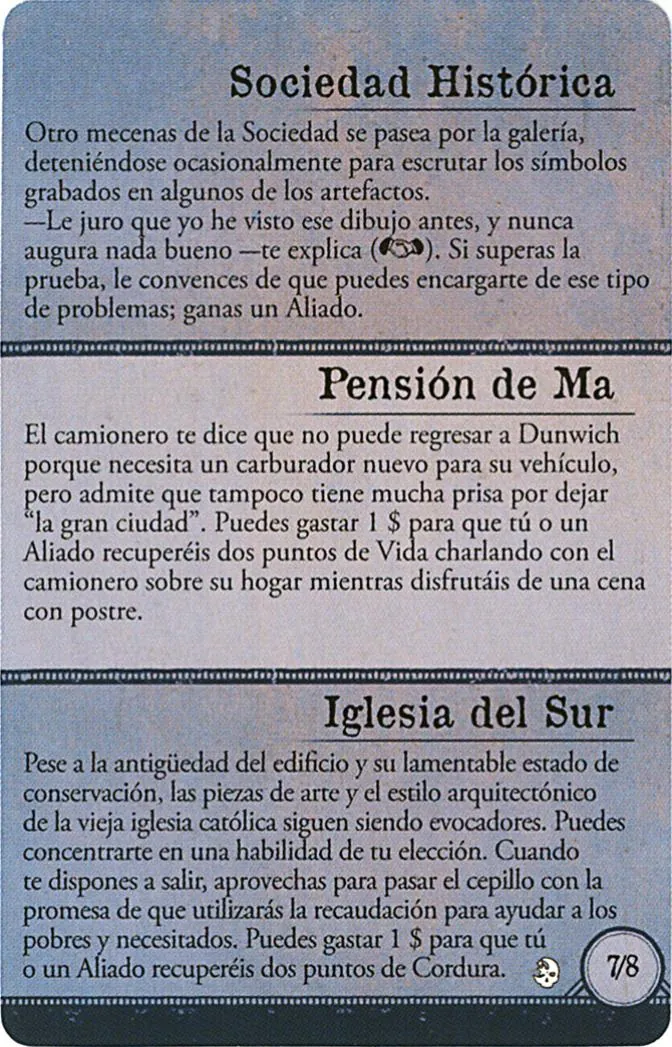 Sociedad Histórica
Otro mecenas de la Sociedad se pasea por la galería,
deteniéndose ocasionalmente para escrutar los símbolos
grabados en algunos de los artefactos.
—Le juro que yo he visto ese dibujo antes, y nunca
augura nada bueno —te explica (). Si superas la
prueba, le convences de que puedes encargarte de ese tipo
de problemas; ganas un Aliado.
Pensión de Ma
El camionero te dice que no puede regresar a Dunwich
porque necesita un carburador nuevo para su vehículo,
pero admite que tampoco tiene mucha prisa por dejar
“la gran ciudad”. Puedes gastar 1 $ para que tú o un
Aliado recuperéis dos puntos de Vida charlando con el
camionero sobre su hogar mientras disfrutáis de una cena
con postre.
Iglesia del Sur
Pese a la antigüedad del edificio y su lamentable estado de
conservación, las piezas de arte y el estilo arquitectónico
de la vieja iglesia católica siguen siendo evocadores. Puedes
concentrarte en una habilidad de tu elección. Cuando
te dispones a salir, aprovechas para pasar el cepillo con la
promesa de que utilizarás la recaudación para ayudar a los
pobres y necesitados. Puedes gastar 1 $ para que tú
o un Aliado recuperéis dos puntos de Cordura.
7/8